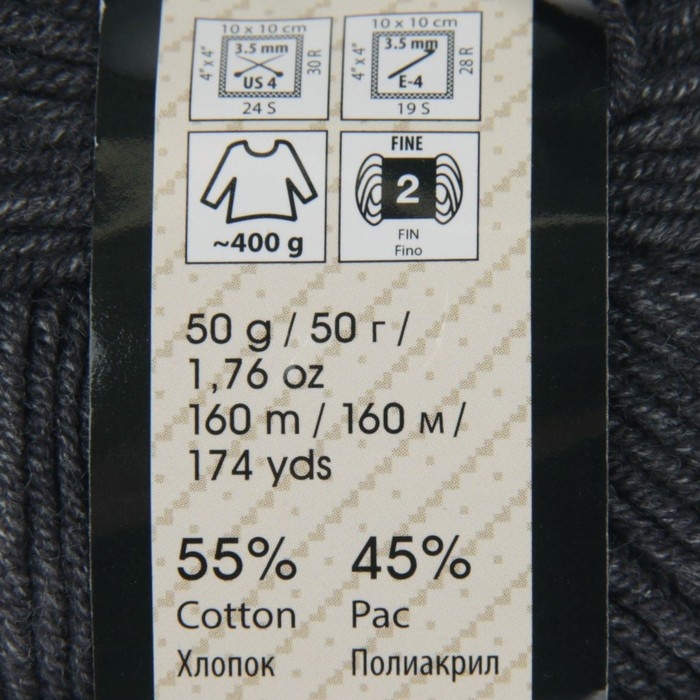 10 x 10 cm
4" x 4"
3.5 mm
US 4
30 R
24 S
10 x 10 cm
4" x 4"
3.5 mm
E-4
28 R
19 S
~400 g
FINE
2
FIN
Fino
50 g / 50 г /
1,76 oz
160 m / 160 м /
174 yds
55% 45%
Cotton Pac
Хлопок Полиакрил